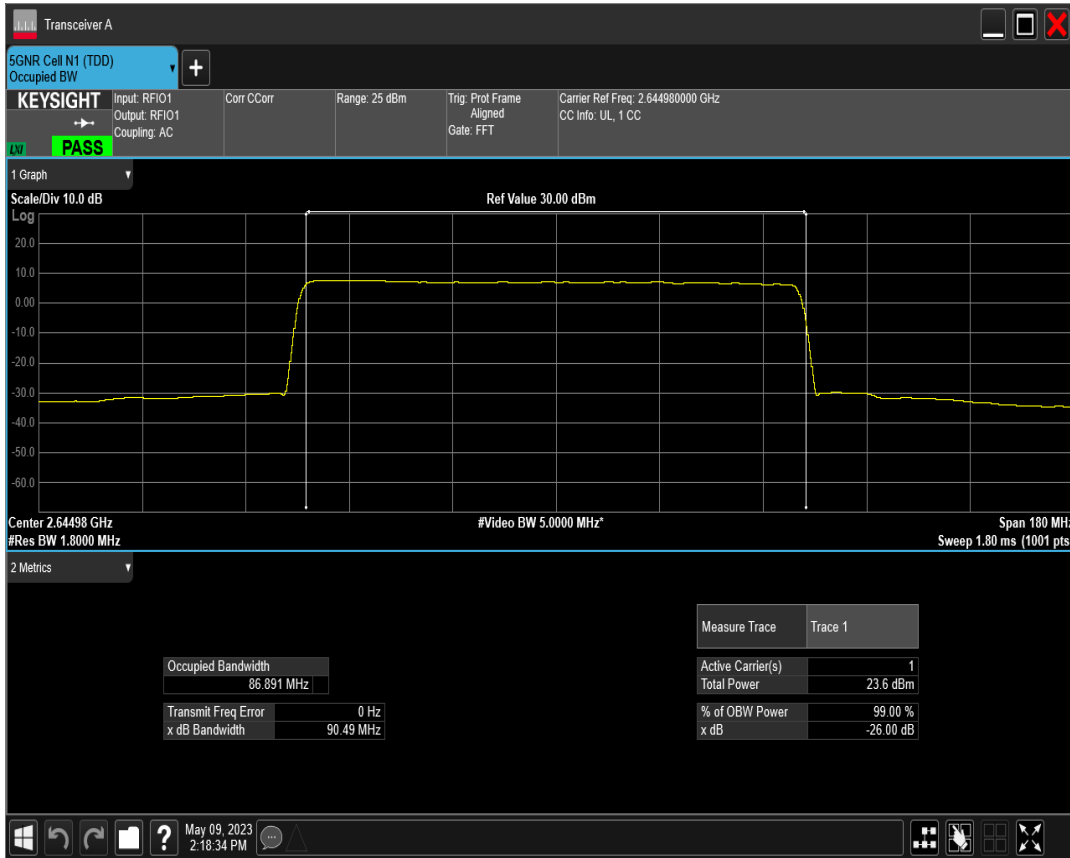 Transceiver A
5GNR Cell N1 (TDD)
Occupied BW
KEYSIGHT
LXI
PASS
Input: RFIO1
Output: RFIO1
Coupling: AC
Corr CCorr
Range: 25 dBm
Trig: Prot Frame
Aligned
Gate: FFT
Carrier Ref Freq: 2.644980000 GHz
CC Info: UL, 1 CC
1 Graph
Scale/Div 10.0 dB
Ref Value 30.00 dBm
Log
20.0
10.0
0.00
-10.0
-20.0
-30.0
-40.0
-50.0
-60.0
Center 2.64498 GHz
#Video BW 5.0000 MHz*
Span 180 MHz
#Res BW 1.8000 MHz
Sweep 1.80 ms (1001 pts
2 Metrics
Measure Trace Trace 1
Occupied Bandwidth
86.891 MHz
Active Carrier(s) 1
Total Power 23.6 dBm
Transmit Freq Error 0 Hz
x dB Bandwidth 90.49 MHz
% of OBW Power 99.00 %
x dB -26.00 dB
?
May 09, 2023
2:18:34 PM